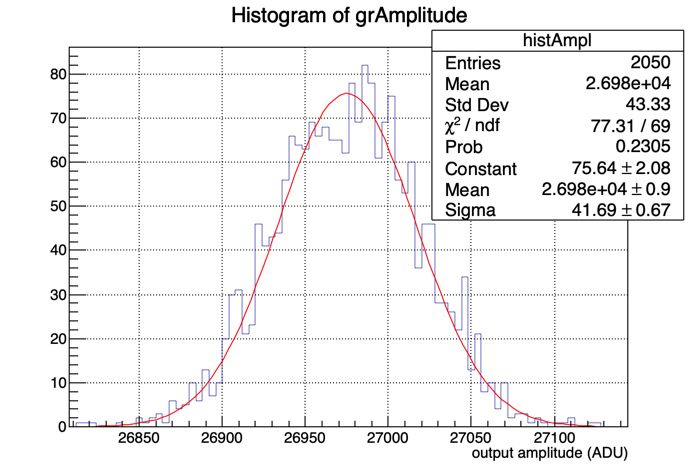 Histogram of grAmplitude
histAmpl
Entries 2050
Mean 2.698e+04
Std Dev 43.33
χ² / ndf 77.31 / 69
Prob 0.2305
Constant 75.64 ± 2.08
Mean 2.698e+04 ± 0.9
Sigma 41.69 ± 0.67
80
70
60
50
40
30
20
10
0
26850 26900 26950 27000 27050 27100
output amplitude (ADU)